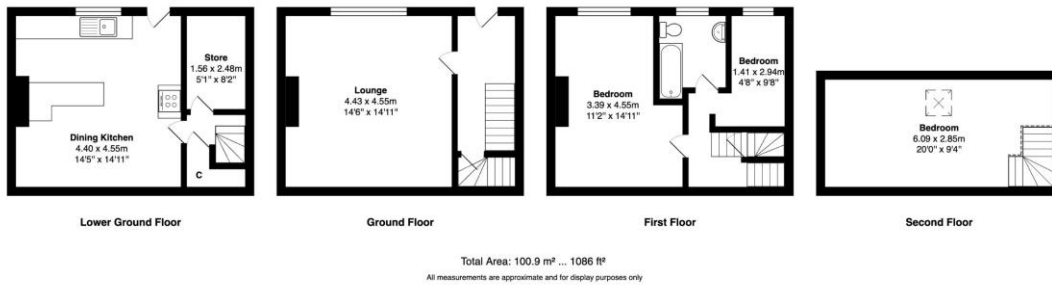 Store
1.56 x 2.48m
5'1" x 8'2"
Dining Kitchen
4.40 x 4.55m
14'5" x 14'11"
C
Lower Ground Floor
Lounge
4.43 x 4.55m
14'6" x 14'11"
Ground Floor
Bedroom
3.39 x 4.55m
11'2" x 14'11"
Bedroom
1.41 x 2.94m
4'8" x 9'8"
First Floor
Bedroom
6.09 x 2.85m
20'0" x 9'4"
Second Floor
Total Area: 100.9 m² ... 1086 ft²
All measurements are approximate and for display purposes only